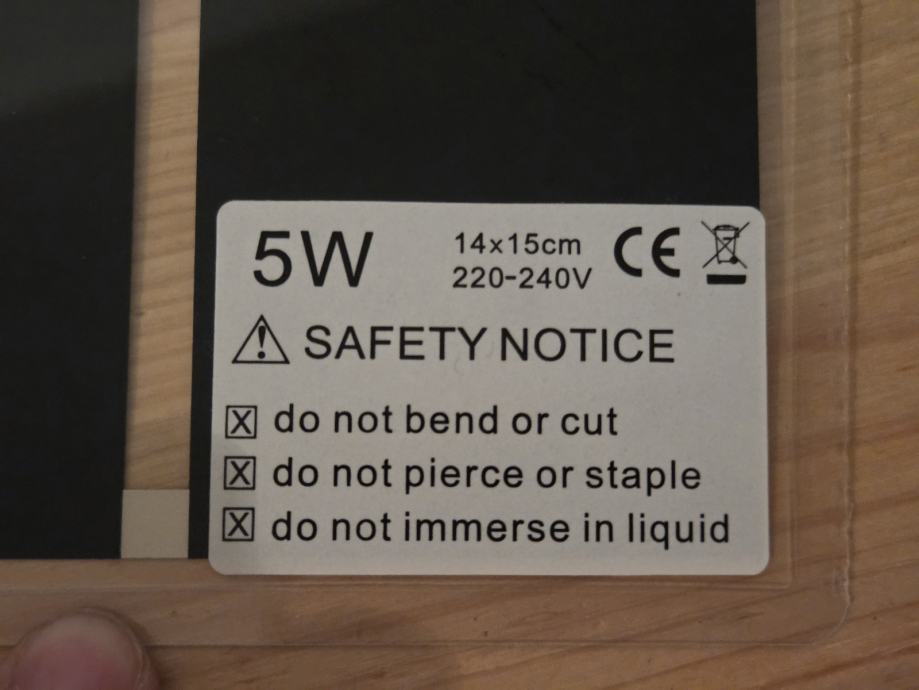 5W
14x15cm
220-240V
CE
SAFETY NOTICE
do not bend or cut
do not pierce or staple
do not immerse in liquid